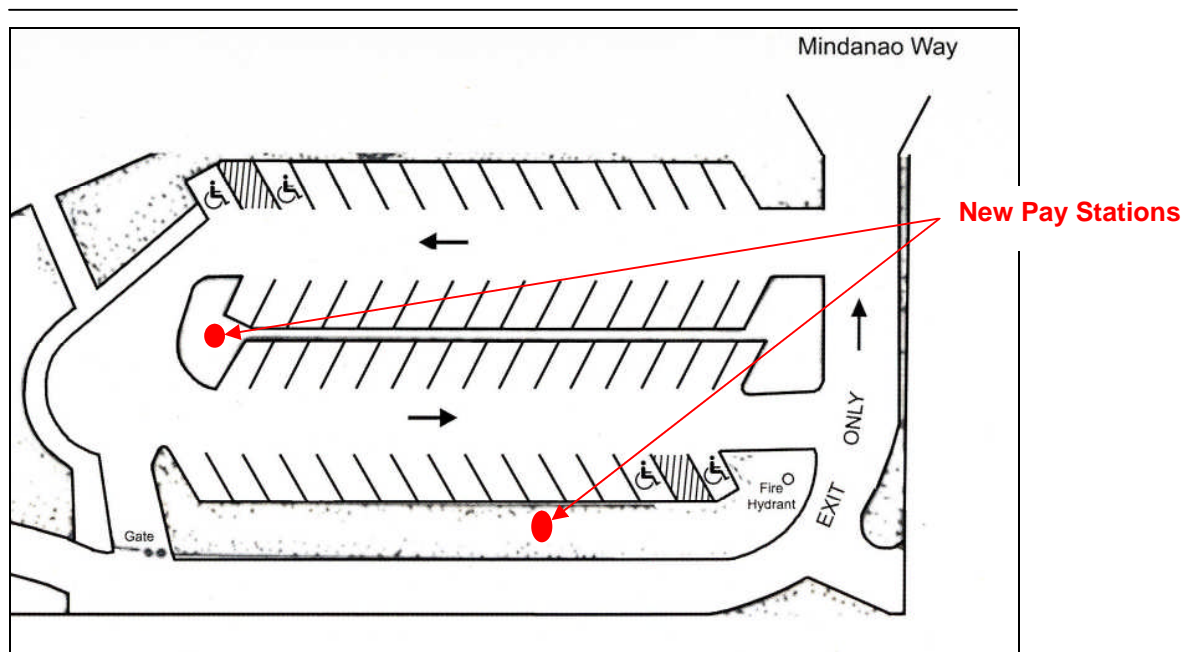 Mindanao Way
New Pay Stations
ONLY
EXIT
Fire
Hydrant
Gate